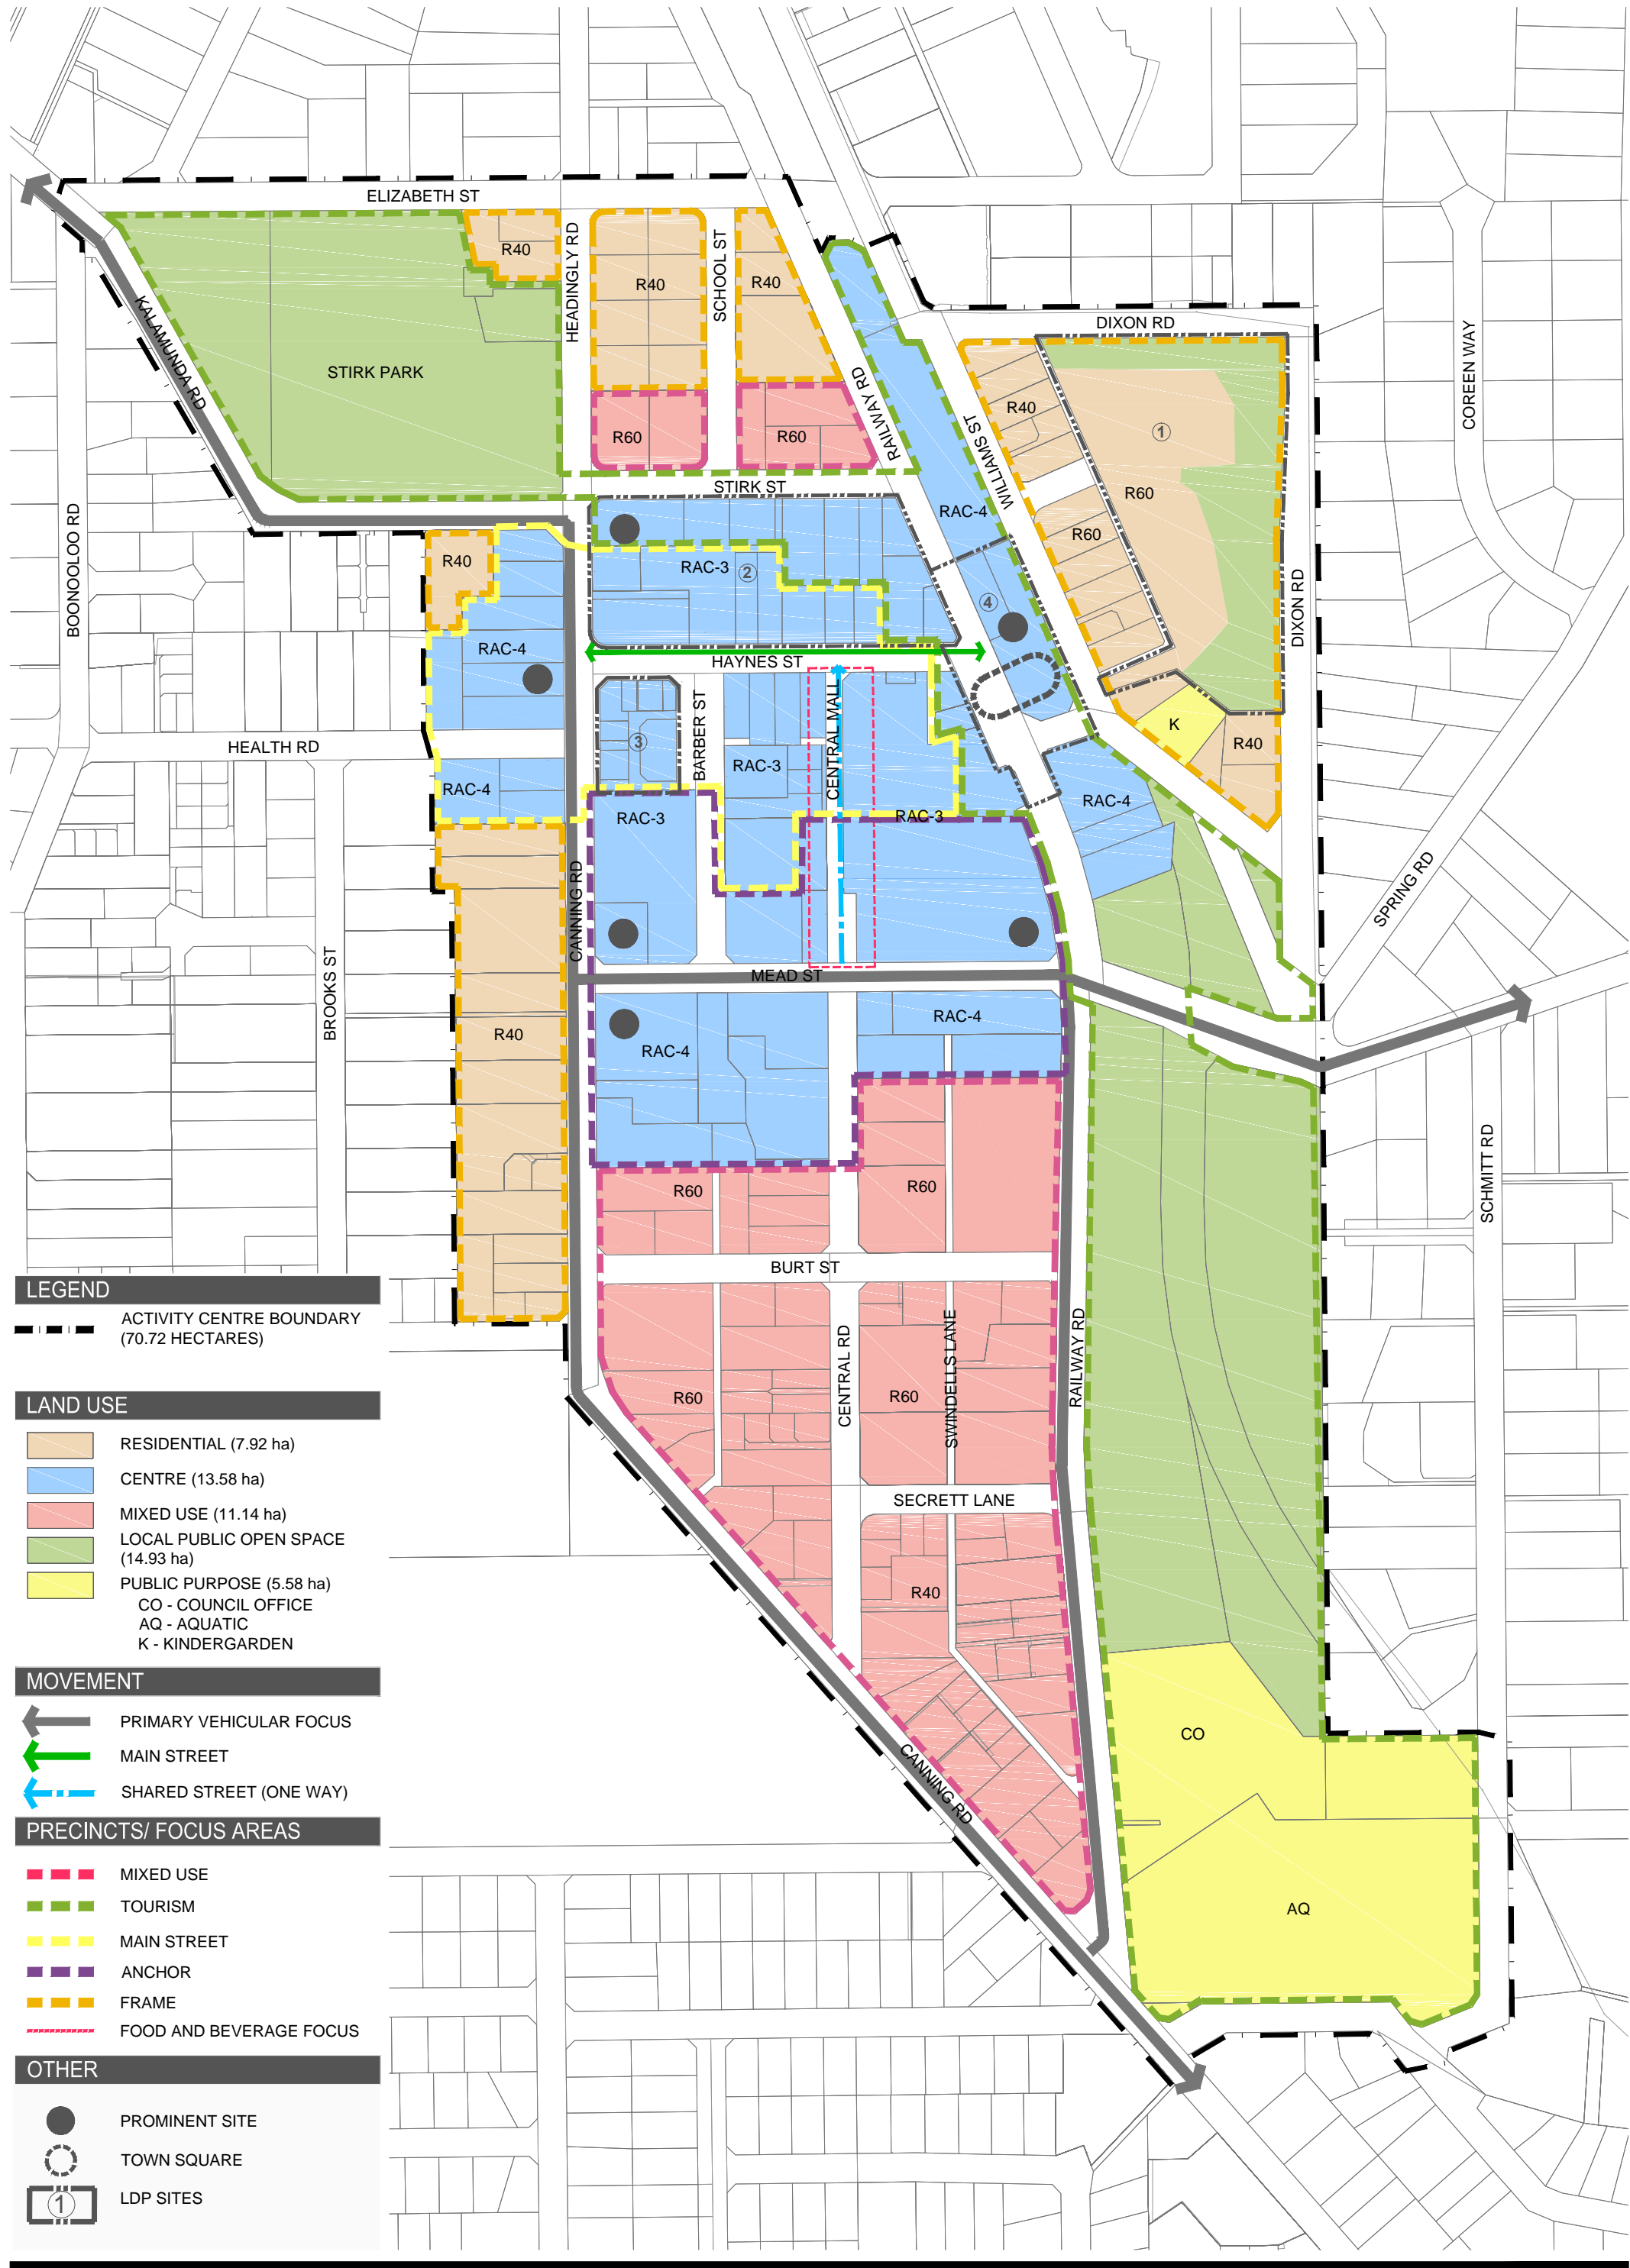 ELIZABETH ST
R40
HEADINGLY RD
R40
SCHOOL ST
R40
KALAMUNDA RD
STIRK PARK
RAILWAY RD
DIXON RD
COREEN WAY
R60
R60
WILLIAMS ST
R40
1
R60
STIRK ST
RAC-4
R60
BOONOOLOO RD
R40
RAC-3
2
4
DIXON RD
RAC-4
HAYNES ST
HEALTH RD
3
BARBER ST
RAC-3
CENTRAL MALL
K
R40
RAC-4
RAC-3
RAC-3
RAC-4
SPRING RD
CANNING RD
BROOKS ST
MEAD ST
R40
RAC-4
RAC-4
R60
R60
SCHMITT RD
BURT ST
R60
CENTRAL RD
R60
SWINDELLS LANE
RAILWAY RD
SECRETT LANE
R40
CANNING RD
CO
AQ
LEGEND
ACTIVITY CENTRE BOUNDARY
(70.72 HECTARES)
LAND USE
RESIDENTIAL (7.92 ha)
CENTRE (13.58 ha)
MIXED USE (11.14 ha)
LOCAL PUBLIC OPEN SPACE
(14.93 ha)
PUBLIC PURPOSE (5.58 ha)
CO - COUNCIL OFFICE
AQ - AQUATIC
K - KINDERGARDEN
MOVEMENT
PRIMARY VEHICULAR FOCUS
MAIN STREET
SHARED STREET (ONE WAY)
PRECINCTS/ FOCUS AREAS
MIXED USE
TOURISM
MAIN STREET
ANCHOR
FRAME
FOOD AND BEVERAGE FOCUS
OTHER
PROMINENT SITE
TOWN SQUARE
1
LDP SITES